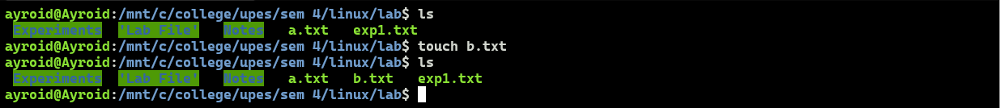 ayroid@Ayroid:/mnt/c/college/upes/sem 4/linux/lab$ ls
Experiments 'Lab File' Notes a.txt exp1.txt
ayroid@Ayroid:/mnt/c/college/upes/sem 4/linux/lab$ touch b.txt
ayroid@Ayroid:/mnt/c/college/upes/sem 4/linux/lab$ ls
Experiments 'Lab File' Notes a.txt b.txt exp1.txt
ayroid@Ayroid:/mnt/c/college/upes/sem 4/linux/lab$